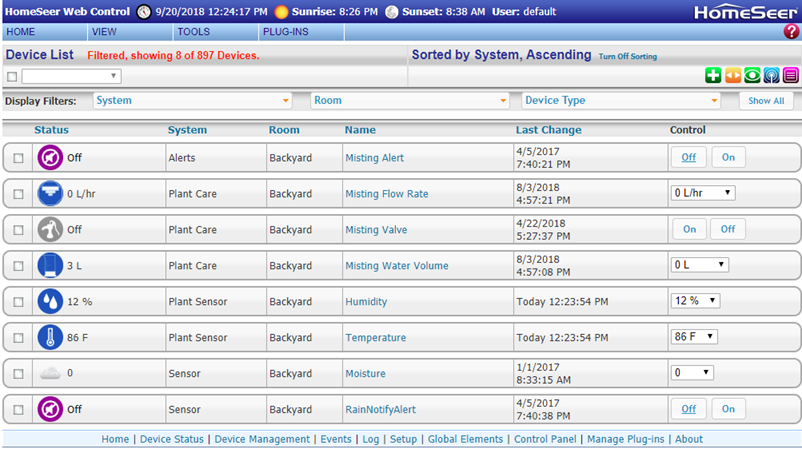 HomeSeer Web Control 9/20/2018 12:24:17 PM Sunrise: 8:26 PM Sunset: 8:38 AM User: default HomeSeer
HOME VIEW TOOLS PLUG-INS ?
Device List Filtered, showing 8 of 897 Devices. Sorted by System, Ascending Turn Off Sorting
Display Filters: System Room Device Type Show All
Status System Room Name Last Change Control
Off Alerts Backyard Misting Alert 4/5/2017 Off On
7:40:21 PM
0 L/hr Plant Care Backyard Misting Flow Rate 8/3/2018 0 L/hr
4:57:21 PM
Off Plant Care Backyard Misting Valve 4/22/2018 On Off
5:27:37 PM
3 L Plant Care Backyard Misting Water Volume 8/3/2018 0 L
4:57:08 PM
12 % Plant Sensor Backyard Humidity Today 12:23:54 PM 12 %
86 F Plant Sensor Backyard Temperature Today 12:23:54 PM 86 F
0 Sensor Backyard Moisture 1/1/2017 0
8:33:15 AM
Off Sensor Backyard RainNotifyAlert 4/5/2017 Off On
7:40:38 PM
Home | Device Status | Device Management | Events | Log | Setup | Global Elements | Control Panel | Manage Plug-ins | About